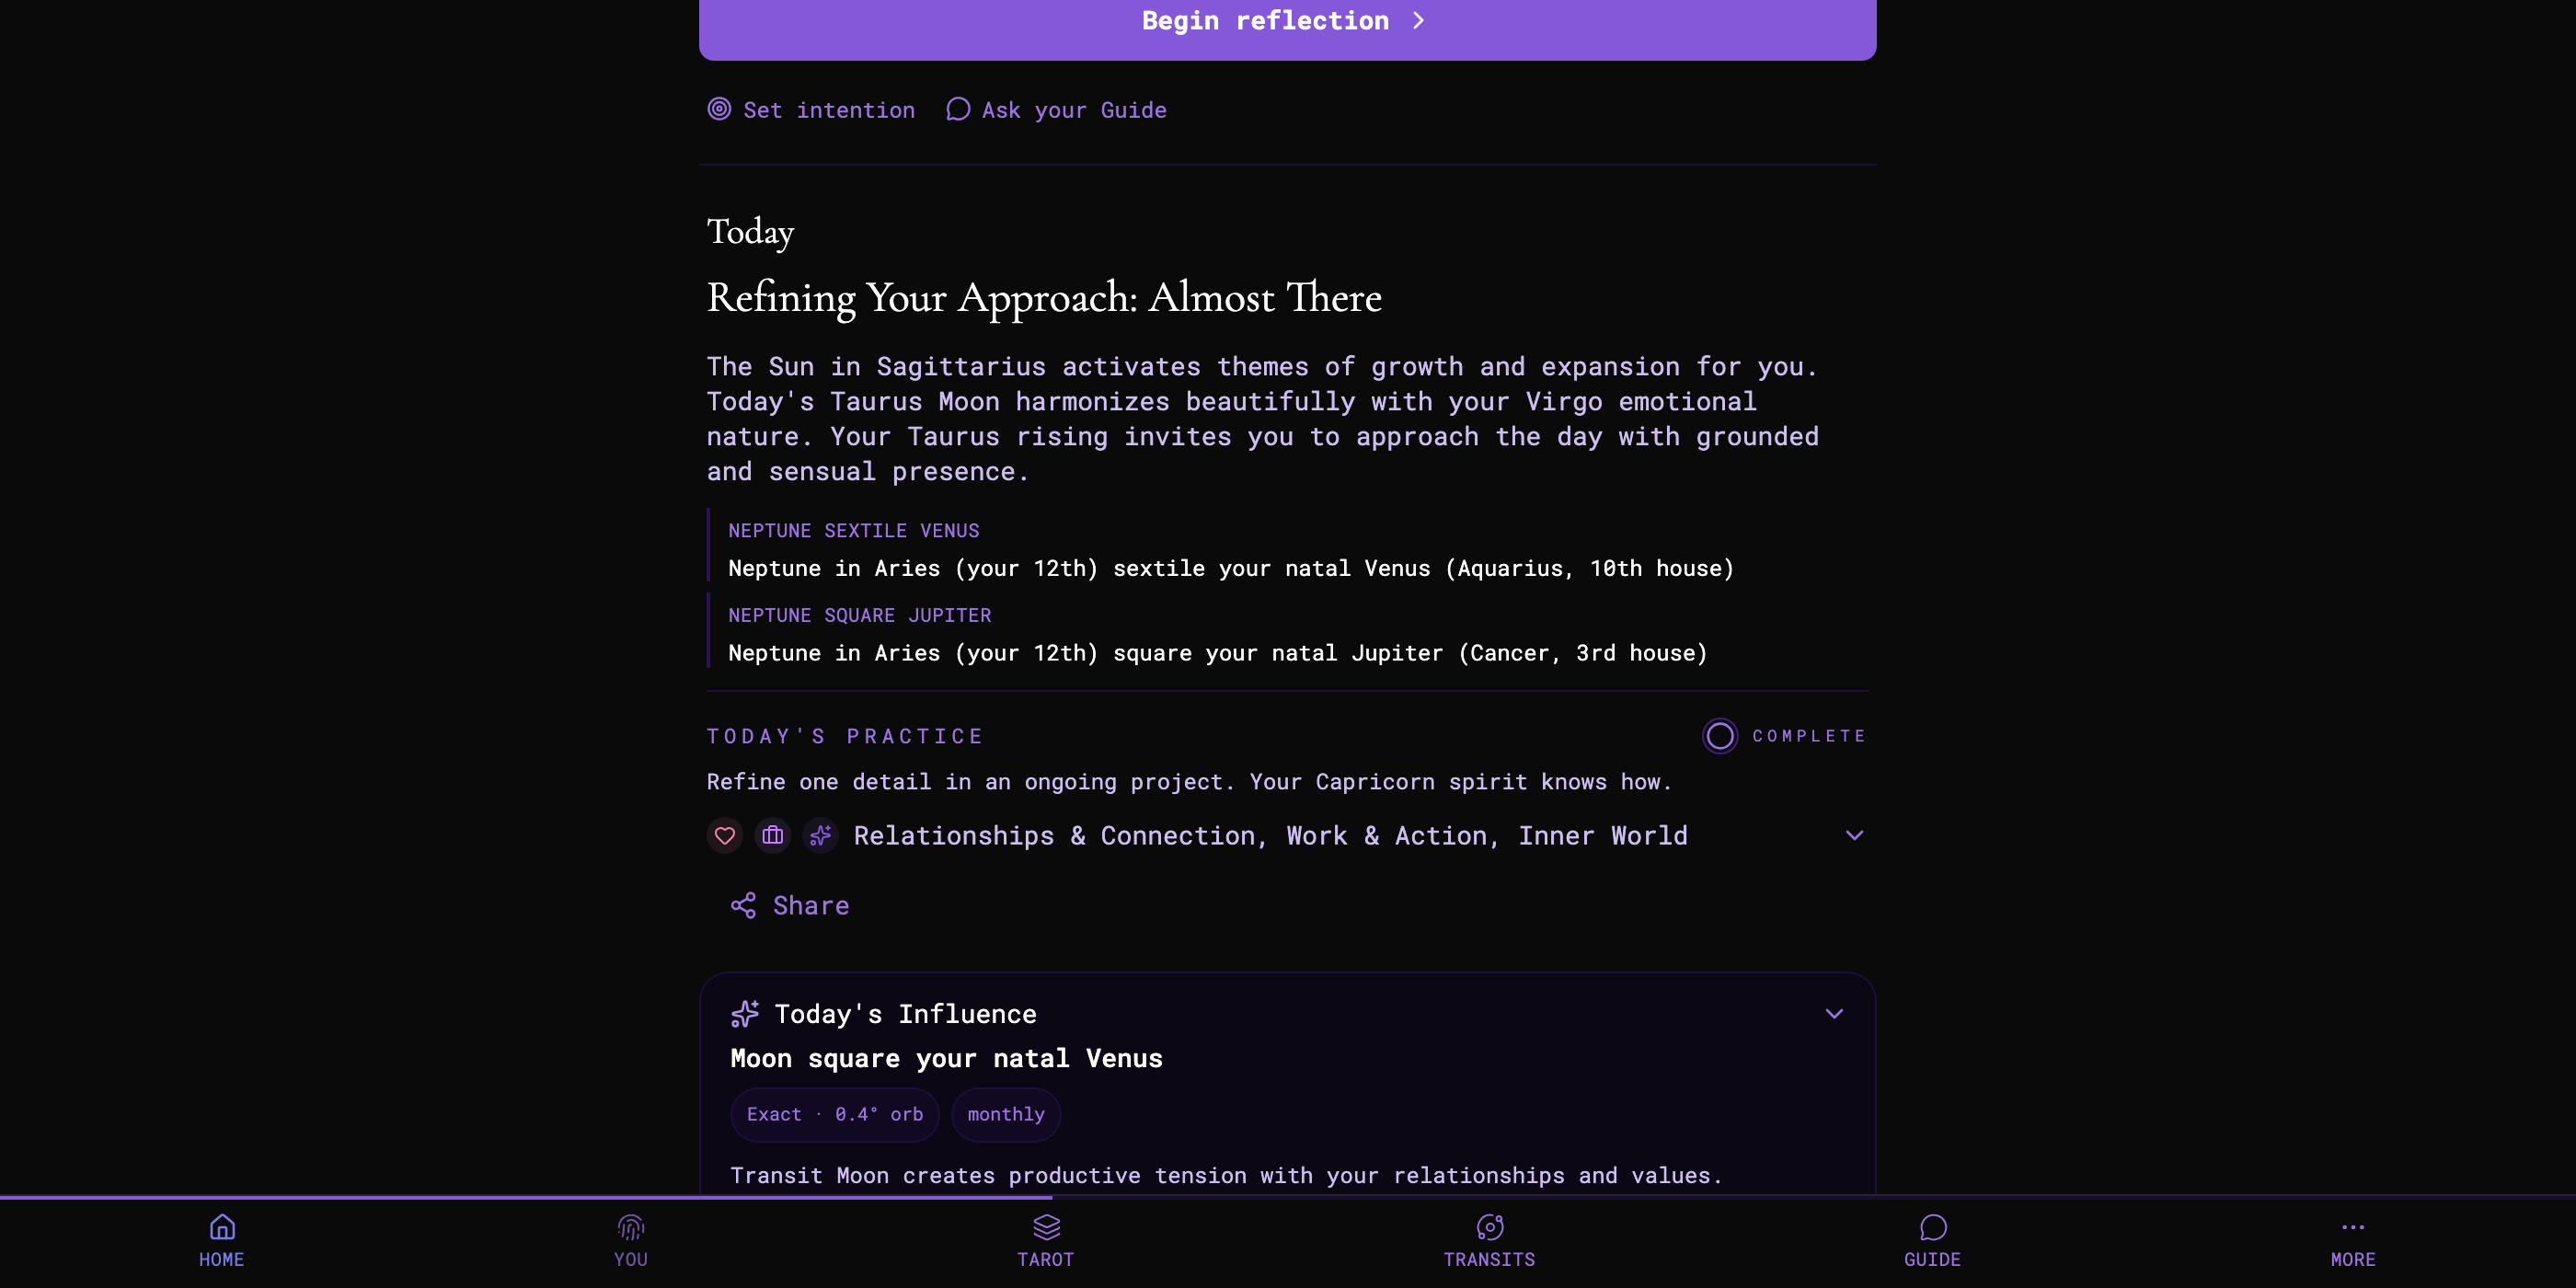 Begin reflection
Set intention
Ask your Guide
Today
Refining Your Approach: Almost There
The Sun in Sagittarius activates themes of growth and expansion for you.
Today's Taurus Moon harmonizes beautifully with your Virgo emotional
nature. Your Taurus rising invites you to approach the day with grounded
and sensual presence.
NEPTUNE SEXTILE VENUS
Neptune in Aries (your 12th) sextile your natal Venus (Aquarius, 10th house)
NEPTUNE SQUARE JUPITER
Neptune in Aries (your 12th) square your natal Jupiter (Cancer, 3rd house)
TODAY'S PRACTICE
COMPLETE
Refine one detail in an ongoing project. Your Capricorn spirit knows how.
Relationships & Connection, Work & Action, Inner World
Share
Today's Influence
Moon square your natal Venus
Exact · 0.4° orb
monthly
Transit Moon creates productive tension with your relationships and values.
HOME
YOU
TAROT
TRANSITS
GUIDE
MORE